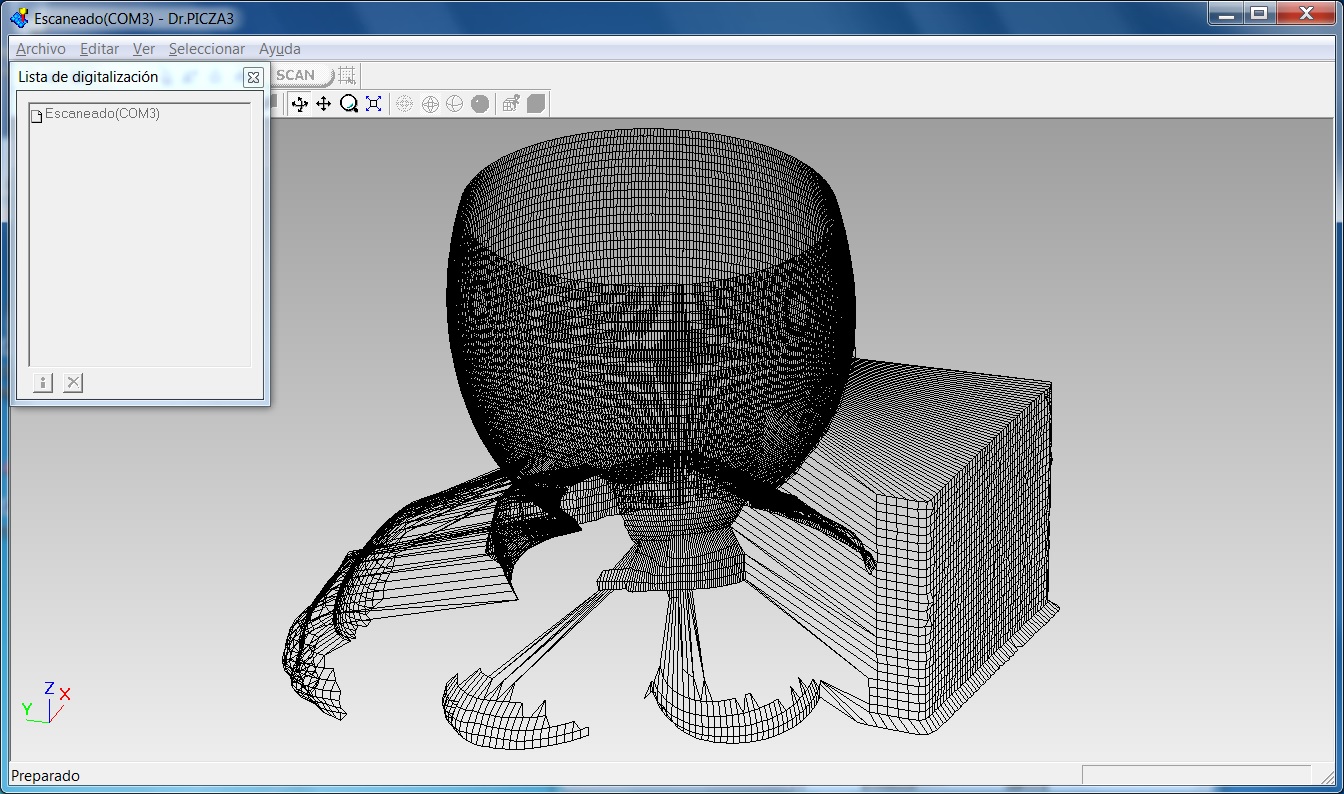 Escaneado(COM3) - Dr.PICZA3
Archivo Editar Ver Seleccionar Ayuda
Lista de digitalización
SCAN
Escaneado(COM3)
Z
X
Y
Preparado